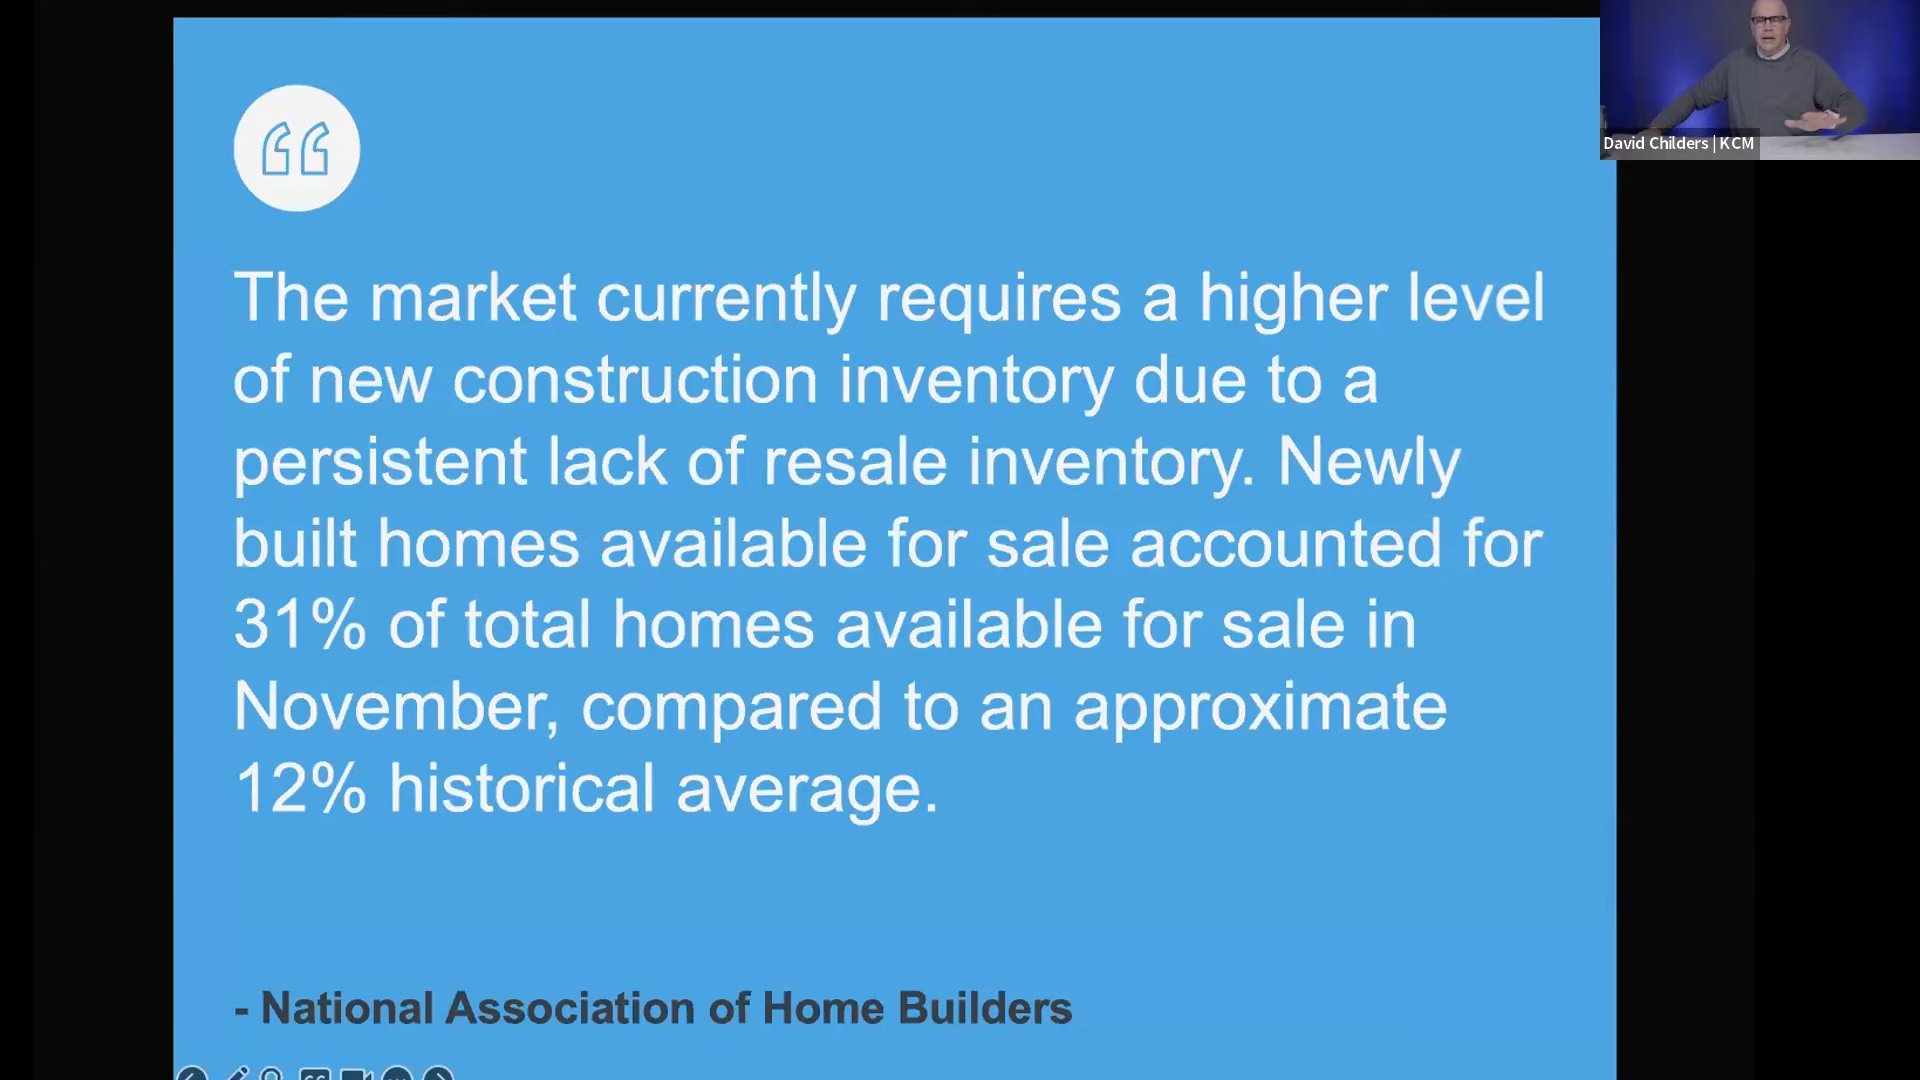 David Childers | KCM
The market currently requires a higher level
of new construction inventory due to a
persistent lack of resale inventory. Newly
built homes available for sale accounted for
31% of total homes available for sale in
November, compared to an approximate
12% historical average.
- National Association of Home Builders